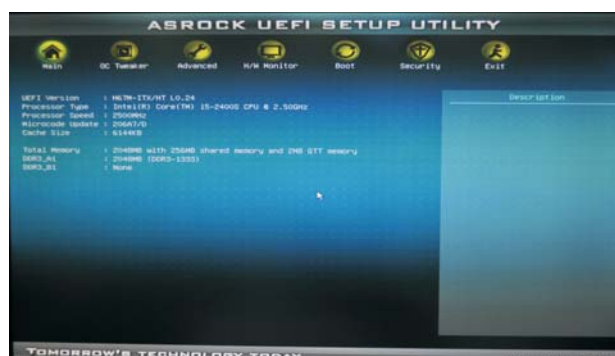 ASROCK UEFI SETUP UTILITY
Main OC Tweaker Advanced H/W Monitor Boot Security Exit
UEFI Version : H67M-ITX/HT L0.24
Processor Type : Intel(R) Core(TM) i5-2400S CPU @ 2.50GHz
Processor Speed : 2500MHz
Microcode Update : 206A7/D
Cache Size : 6144KB
Total Memory : 2048MB with 256MB shared memory and 2MB GTT memory
DDR3_A1 : 2048MB (DDR3-1333)
DDR3_B1 : None
Description
TOMORROW'S TECHNOLOGY TODAY